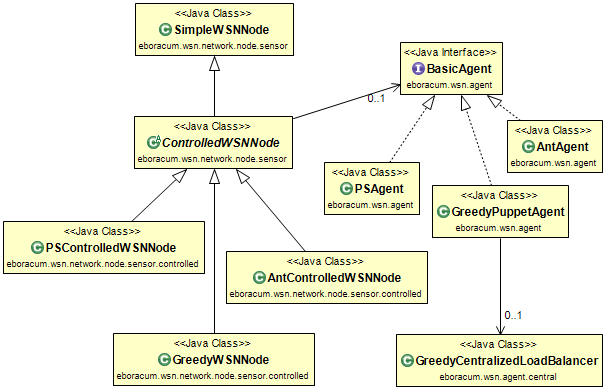 <<Java Class>>
SimpleWSNNode
eboracum.wsn.network.node.sensor
<<Java Interface>>
BasicAgent
eboracum.wsn.agent
0..1
<<Java Class>>
ControlledWSNNode
eboracum.wsn.network.node.sensor
<<Java Class>>
AntAgent
eboracum.wsn.agent
<<Java Class>>
PSAgent
eboracum.wsn.agent
<<Java Class>>
GreedyPuppetAgent
eboracum.wsn.agent
<<Java Class>>
PSControlledWSNNode
eboracum.wsn.network.node.sensor.controlled
<<Java Class>>
AntControlledWSNNode
eboracum.wsn.network.node.sensor.controlled
0..1
<<Java Class>>
GreedyWSNNode
eboracum.wsn.network.node.sensor.controlled
<<Java Class>>
GreedyCentralizedLoadBalancer
eboracum.wsn.agent.central